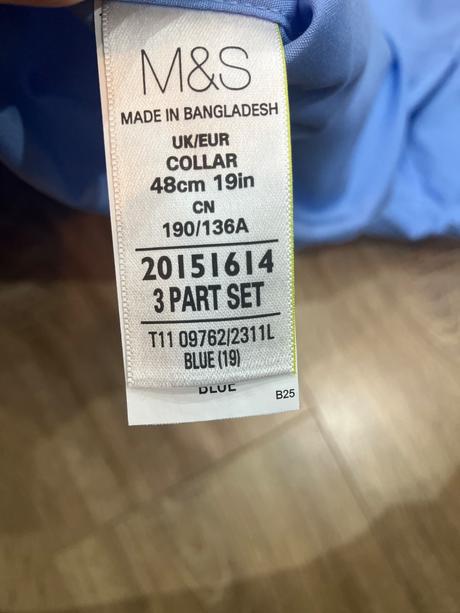 M&S
MADE IN BANGLADESH
UK/EUR
COLLAR
48cm 19in
CN
190/136A
20151614
3 PART SET
T11 09762/2311L
BLUE (19)
BLUE
B25